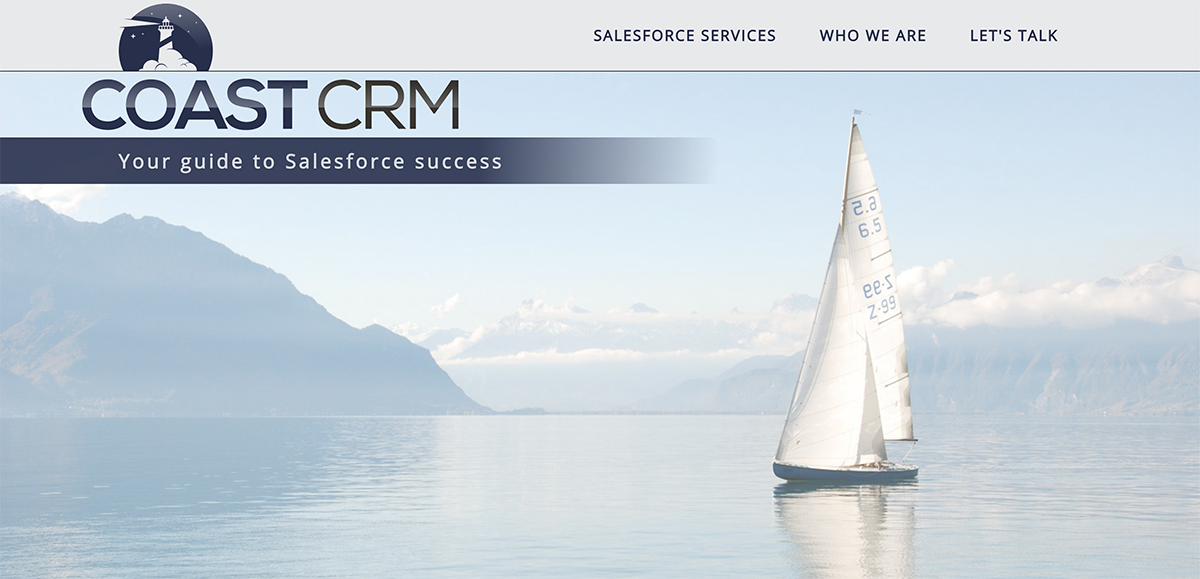 SALESFORCE SERVICES WHO WE ARE LET'S TALK
COAST CRM
Your guide to Salesforce success
6.5
6.5
Z-99
Z-99